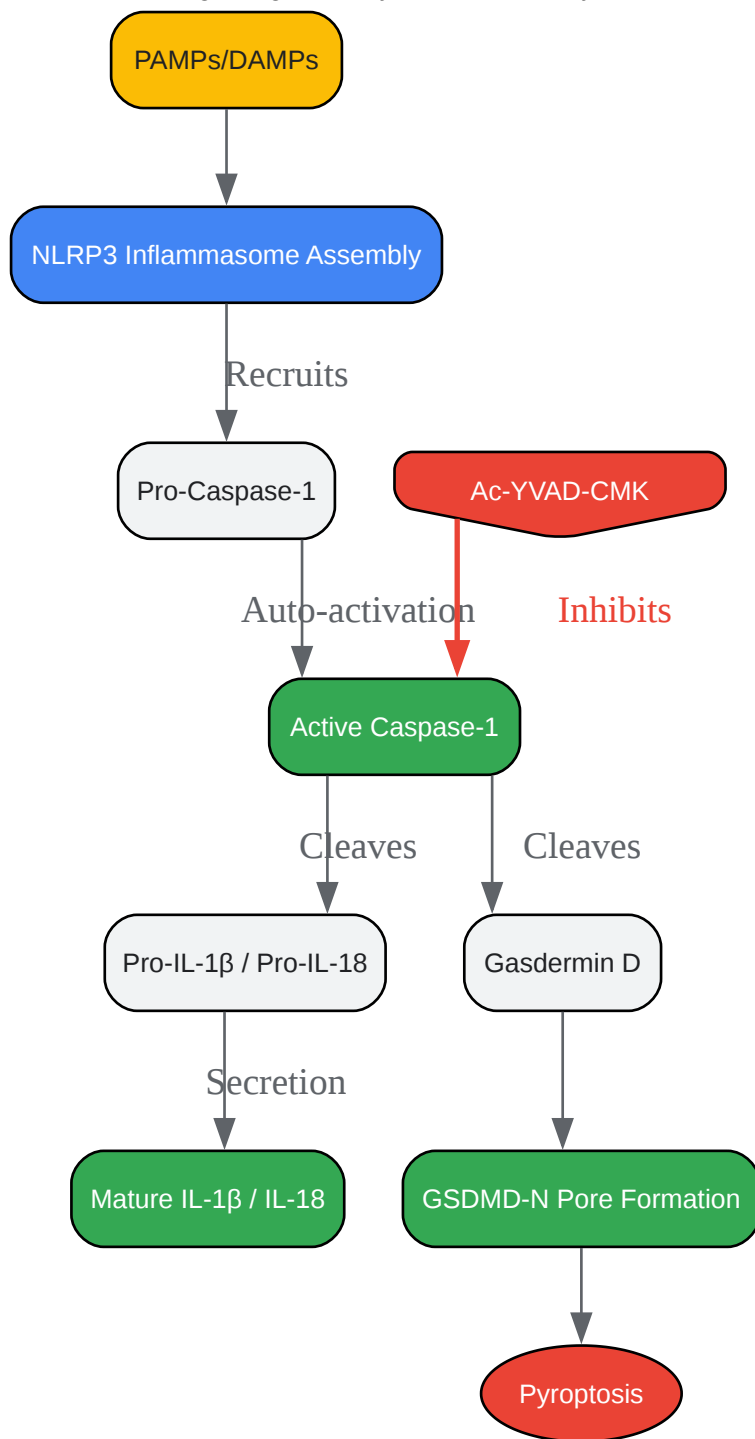 PAMPs/DAMPs
NLRP3 Inflammasome Assembly
Recruits
Pro-Caspase-1
Ac-YVAD-CMK
Auto-activation
Inhibits
Active Caspase-1
Cleaves
Cleaves
Pro-IL-1β / Pro-IL-18
Gasdermin D
Secretion
Mature IL-1β / IL-18
GSDMD-N Pore Formation
Pyroptosis